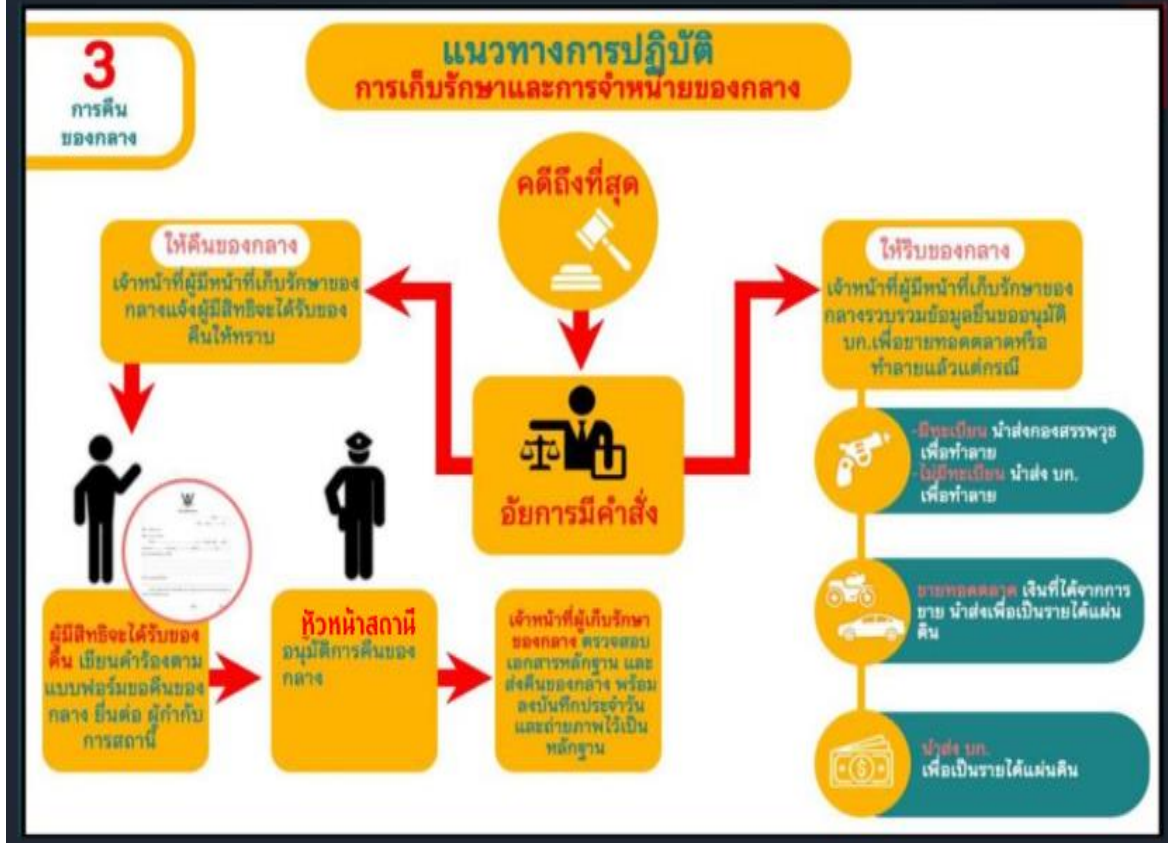 3
การคืน
ของกลาง
แนวทางการปฏิบัติ
การเก็บรักษาและการจำหน่ายของกลาง
คดีถึงที่สุด
ให้คืนของกลาง
เจ้าหน้าที่ผู้มีหน้าที่เก็บรักษาของ
กลางแจ้งผู้มีสิทธิจะได้รับของ
คืนให้ทราบ
ให้ริบของกลาง
เจ้าหน้าที่ผู้มีหน้าที่เก็บรักษาของ
กลางรวบรวมข้อมูลยื่นขออนุมัติ
บก.เพื่อขายทอดตลาดหรือ
ทำลายแล้วแต่กรณี
อัยการมีคำสั่ง
-มีทะเบียน นำส่งกองสรรพาวุธ
เพื่อทำลาย
-ไม่มีทะเบียน นำส่ง บก.
เพื่อทำลาย
ขายทอดตลาด เงินที่ได้จากการ
ขาย นำส่งเพื่อเป็นรายได้แผ่น
ดิน
นำส่ง บก.
เพื่อเป็นรายได้แผ่นดิน
ผู้มีสิทธิจะได้รับของ
คืน เขียนคำร้องตาม
แบบฟอร์มขอคืนของ
กลาง ยื่นต่อ ผู้กำกับ
การสถานี
หัวหน้าสถานี
อนุมัติการคืนของ
กลาง
เจ้าหน้าที่ผู้เก็บรักษา
ของกลาง ตรวจสอบ
เอกสารหลักฐาน และ
ส่งคืนของกลาง พร้อม
ลงบันทึกประจำวัน
และถ่ายภาพไว้เป็น
หลักฐาน